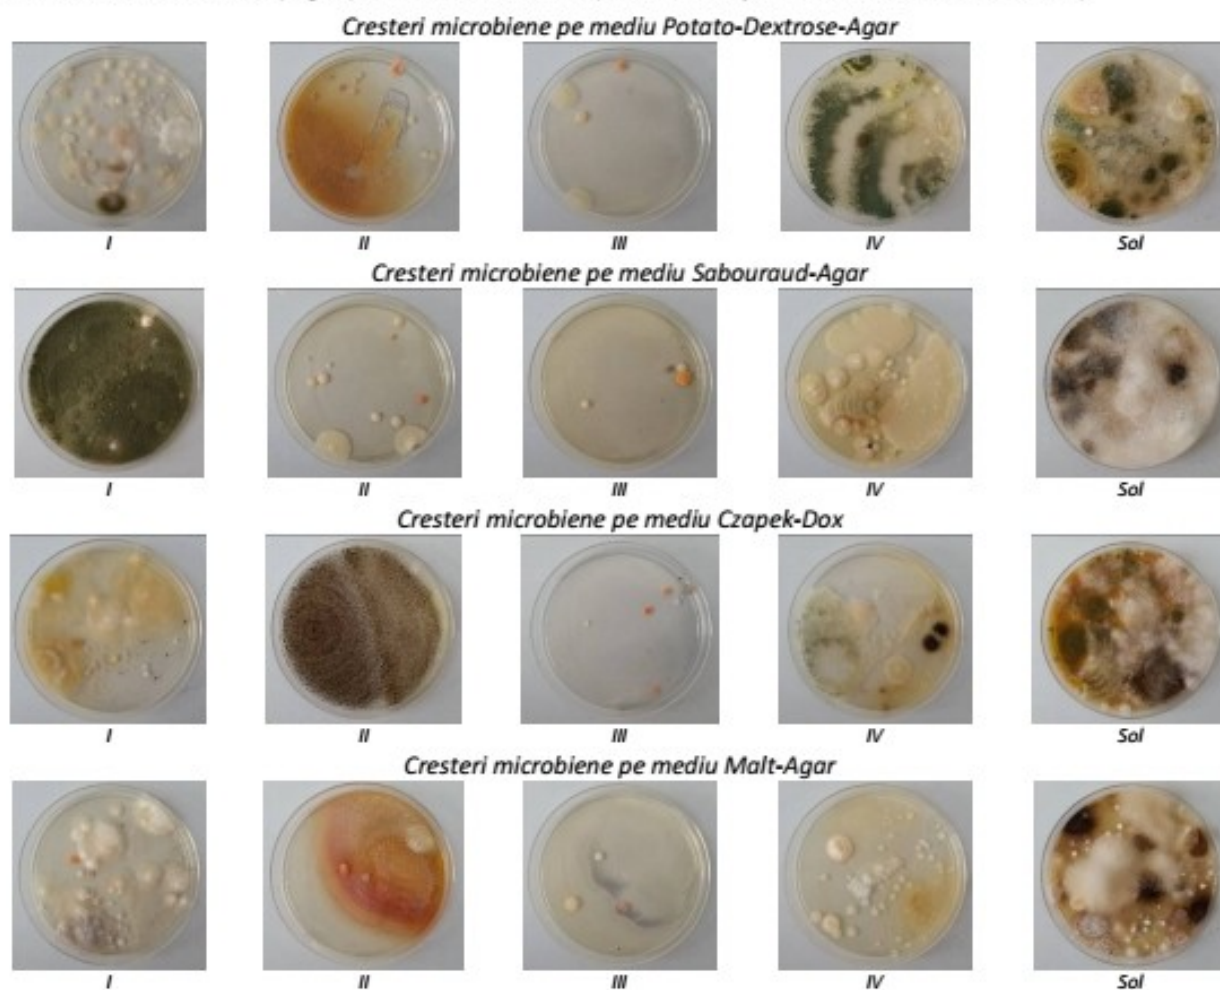 Cresteri microbiene pe mediu Potato-Dextrose-Agar
I II III IV Sol
Cresteri microbiene pe mediu Sabouraud-Agar
I II III IV Sol
Cresteri microbiene pe mediu Czapek-Dox
I II III IV Sol
Cresteri microbiene pe mediu Malt-Agar
I II III IV Sol